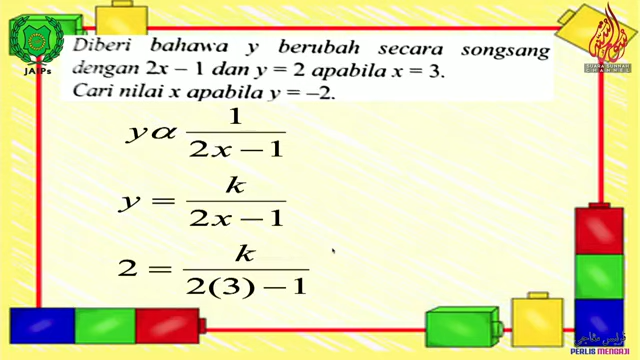 Diberi bahawa y berubah secara songsang
dengan 2x – 1 dan y = 2 apabila x = 3.
Cari nilai x apabila y = –2.
JAIPs
y α 1 / 2x − 1
y = k / 2x − 1
2 = k / 2(3) − 1
PERLIS MENGAJI